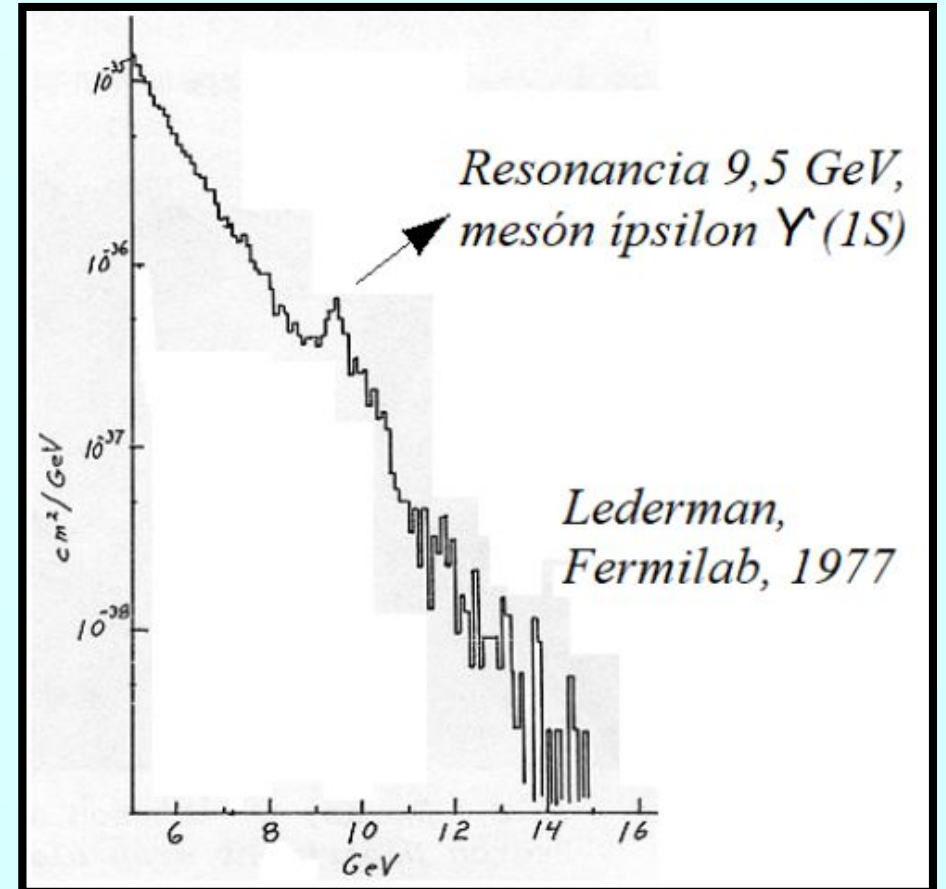 10⁻³⁵
Resonancia 9,5 GeV,
mesón ípsilon ϒ (1S)
10⁻³⁶
10⁻³⁷
cm²/GeV
Lederman,
Fermilab, 1977
10⁻³⁸
6 8 10 12 14 16
GeV